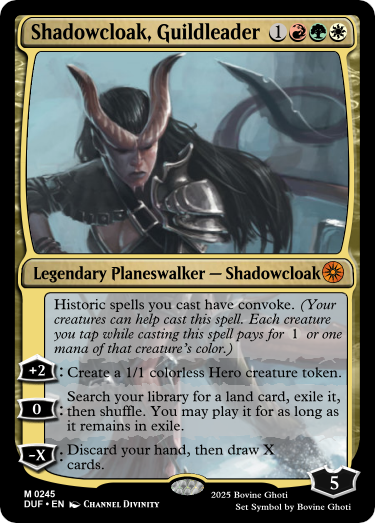 Shadowcloak, Guildleader 1
Legendary Planeswalker — Shadowcloak
Historic spells you cast have convoke. (Your
creatures can help cast this spell. Each creature
you tap while casting this spell pays for 1 or one
mana of that creature's color.)
+2 : Create a 1/1 colorless Hero creature token.
Search your library for a land card, exile it,
0 : then shuffle. You may play it for as long as
it remains in exile.
-X : Discard your hand, then draw X
cards.
5
M 0245
DUF • EN Channel Divinity
2025 Bovine Ghoti
Set Symbol by Bovine Ghoti